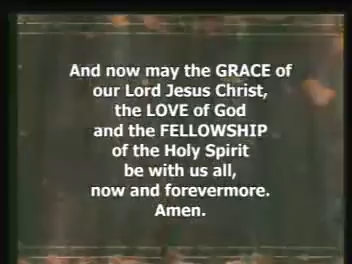 And now may the GRACE of
our Lord Jesus Christ,
the LOVE of God
and the FELLOWSHIP
of the Holy Spirit
be with us all,
now and forevermore.
Amen.